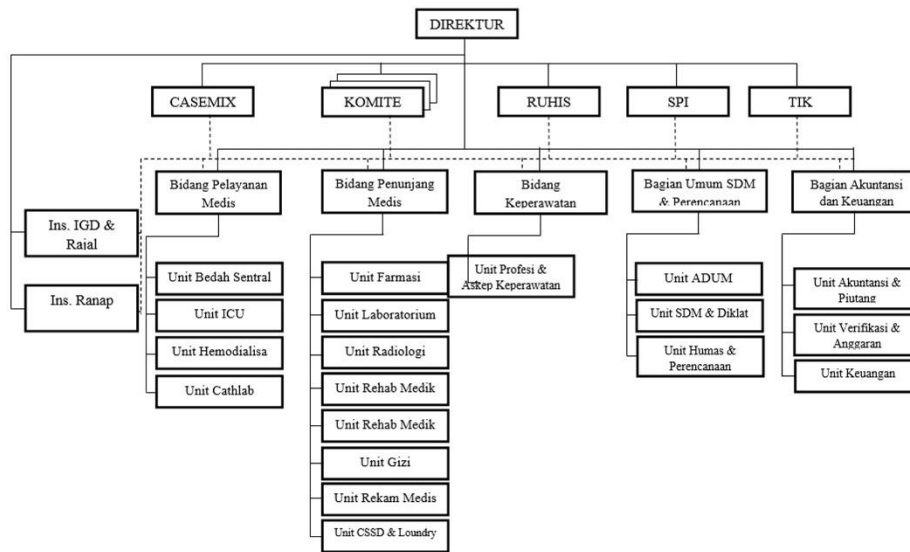 DIREKTUR
CASEMIX
KOMITE
RUHIS
SPI
TIK
Bidang Pelayanan
Medis
Bidang Penunjang
Medis
Bidang
Keperawatan
Bagian Umum SDM
& Perencanaan
Bagian Akuntansi
dan Keuangan
Ins. IGD &
Rajal
Ins. Ranap
Unit Bedah Sentral
Unit ICU
Unit Hemodialisa
Unit Cathlab
Unit Farmasi
Unit Laboratorium
Unit Radiologi
Unit Rehab Medik
Unit Rehab Medik
Unit Gizi
Unit Rekam Medis
Unit CSSD & Loundry
Unit Profesi &
Askep Keperawatan
Unit ADUM
Unit SDM & Diklat
Unit Humas &
Perencanaan
Unit Akuntansi &
Piutang
Unit Verifikasi &
Anggaran
Unit Keuangan